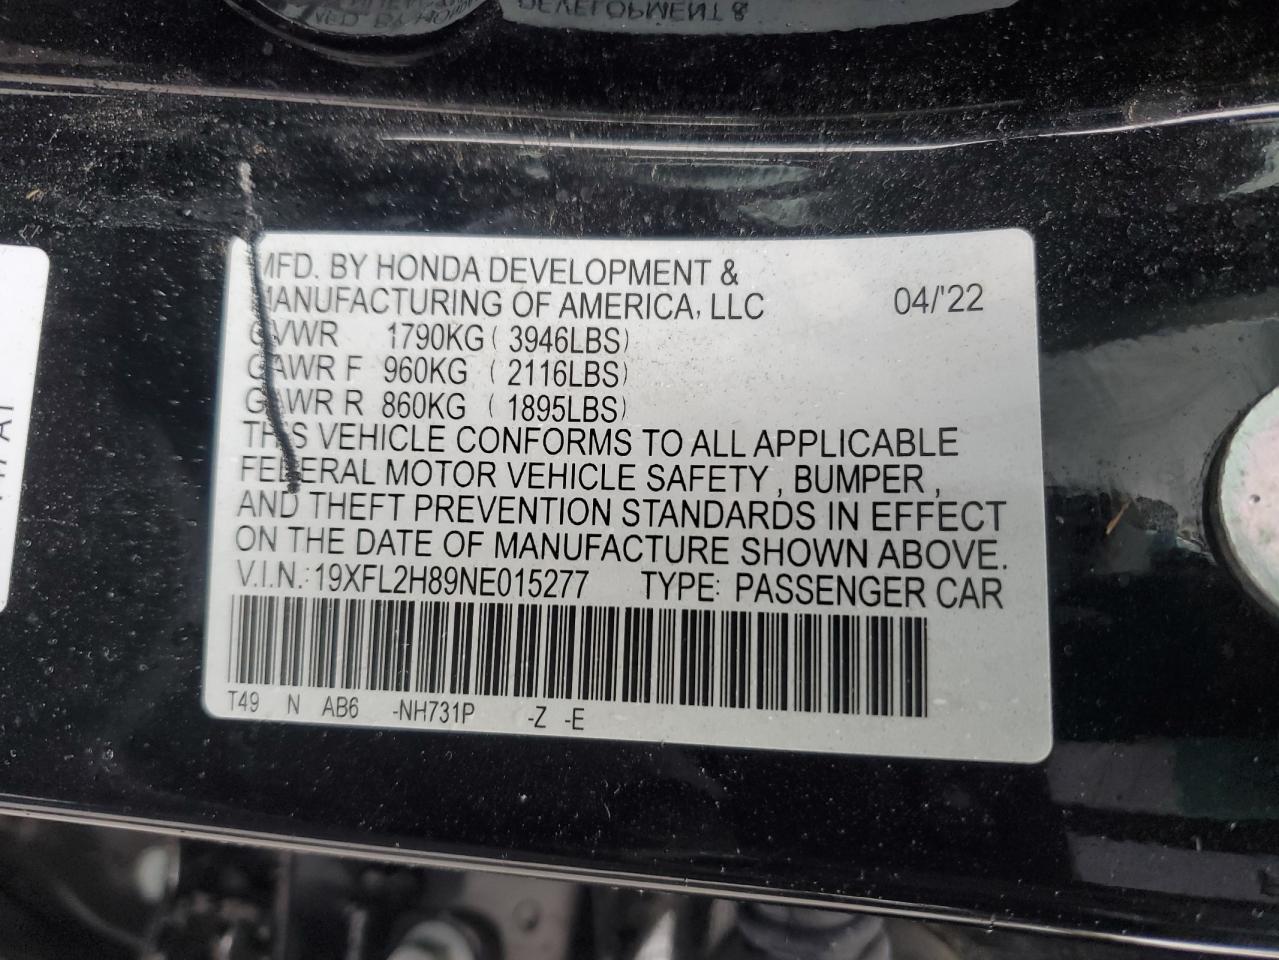 MFD. BY HONDA DEVELOPMENT &
MANUFACTURING OF AMERICA, LLC 04/'22
GVWR 1790KG ( 3946LBS)
GAWR F 960KG ( 2116LBS)
GAWR R 860KG ( 1895LBS)
THIS VEHICLE CONFORMS TO ALL APPLICABLE
FEDERAL MOTOR VEHICLE SAFETY , BUMPER ,
AND THEFT PREVENTION STANDARDS IN EFFECT
ON THE DATE OF MANUFACTURE SHOWN ABOVE.
V.I.N.: 19XFL2H89NE015277 TYPE: PASSENGER CAR
T49 N AB6 -NH731P -Z -E
DEVELOPMENT &